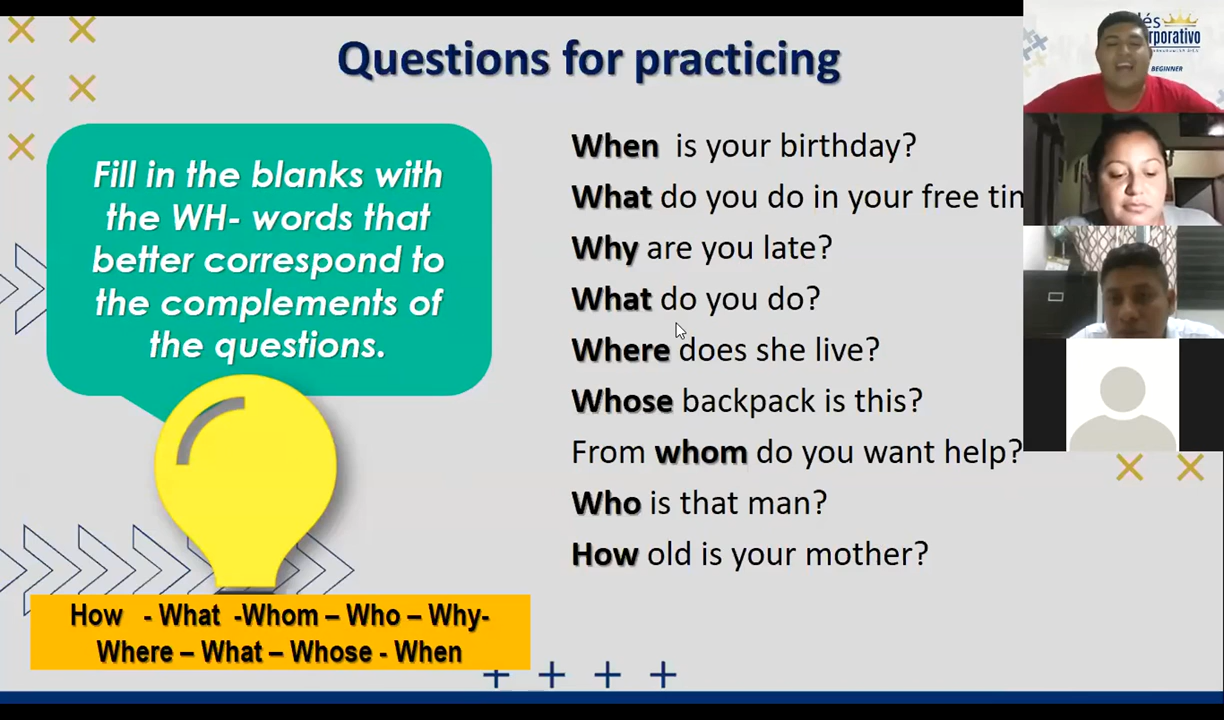 Questions for practicing
Fill in the blanks with
the WH- words that
better correspond to
the complements of
the questions.
When is your birthday?
What do you do in your free tim
Why are you late?
What do you do?
Where does she live?
Whose backpack is this?
From whom do you want help?
Who is that man?
How old is your mother?
How - What -Whom – Who – Why-
Where – What – Whose - When
BEGINNER